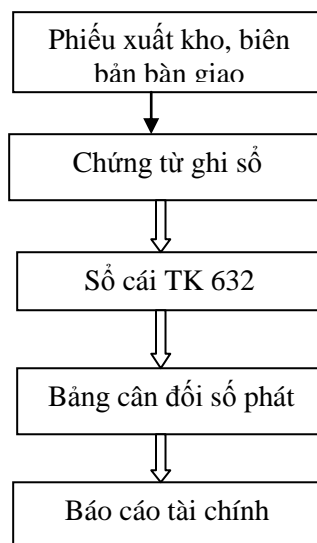 Phiếu xuất kho, biên
bản bàn giao
Chứng từ ghi sổ
Sổ cái TK 632
Bảng cân đối số phát
Báo cáo tài chính